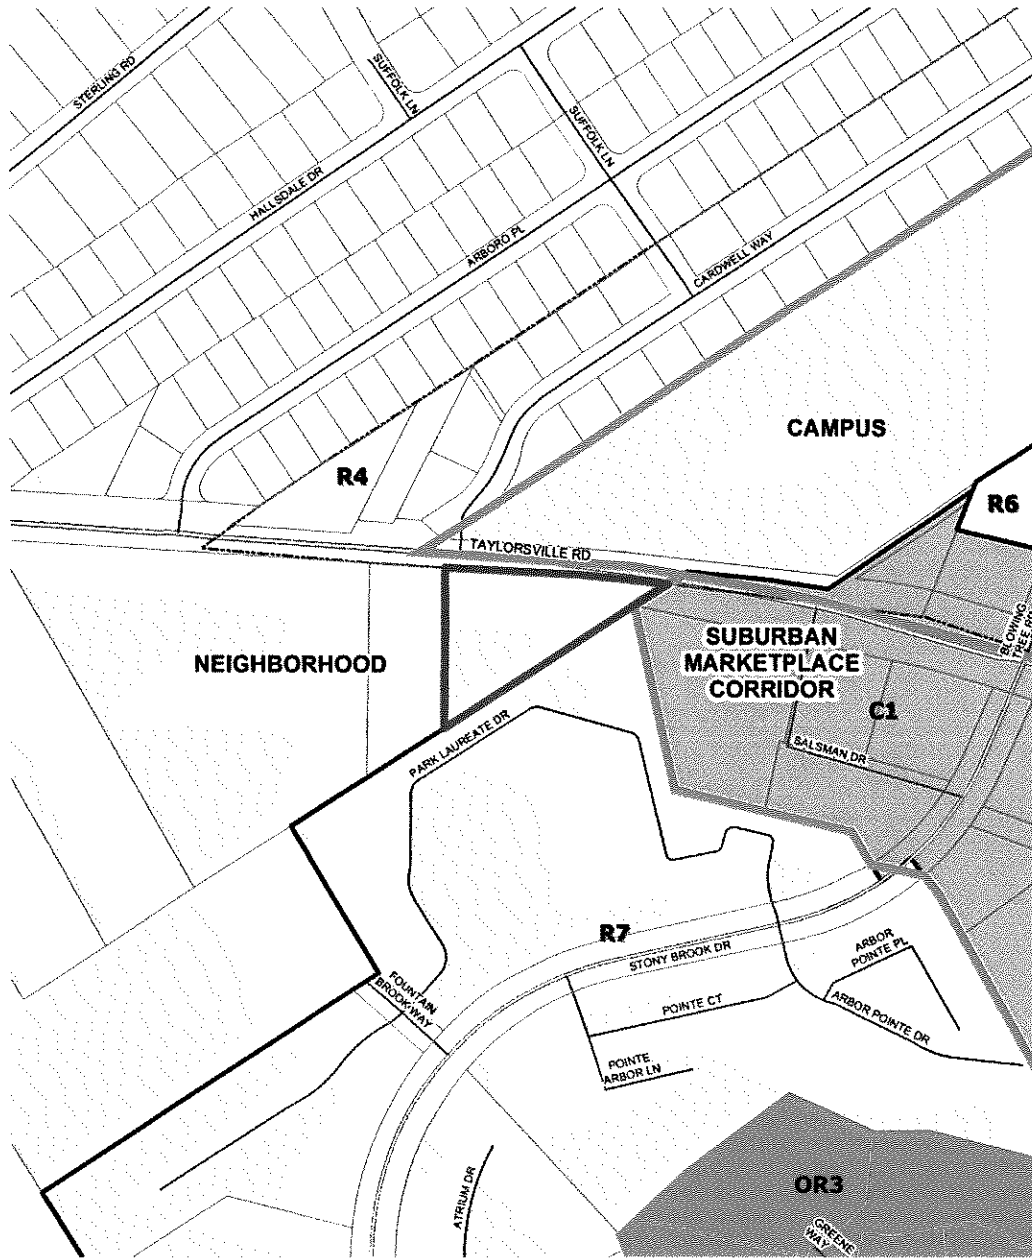 STERLING RD
SUFFOLK LN
SUFFOLK LN
HALLSDALE DR
ARBORO PL
CARDWELL WAY
CAMPUS
R4
R6
TAYLORSVILLE RD
BLOWING
TREE RD
NEIGHBORHOOD
SUBURBAN
MARKETPLACE
CORRIDOR
C1
PARK LAUREATE DR
SALSMAN DR
R7
STONY BROOK DR
ARBOR
POINTE PL
FOUNTAIN
BROOK WAY
POINTE CT
ARBOR POINTE DR
POINTE
ARBOR LN
ATRIUM DR
OR3
GREENE
WAY